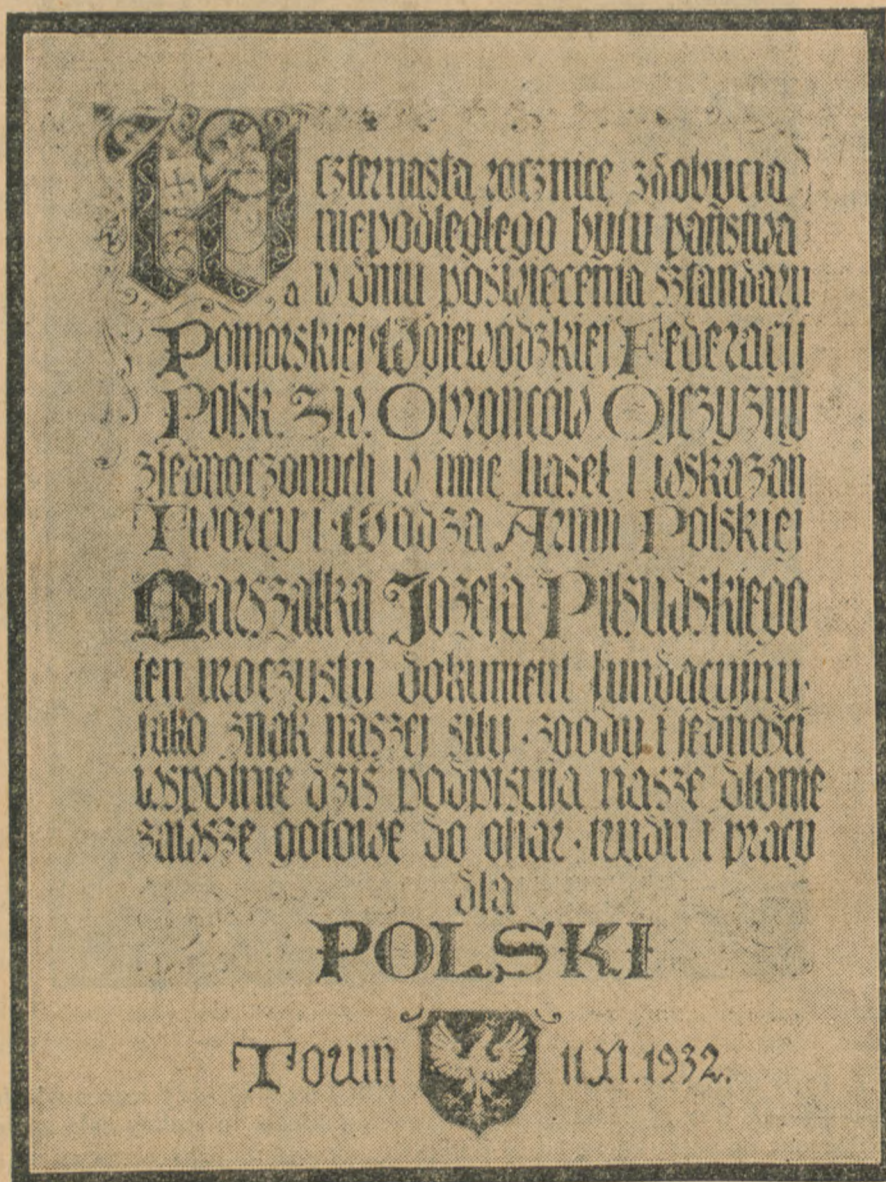 W czternastą rocznicę zdobycia
niepodległego bytu państwa
a w dniu poświęcenia sztandaru
Pomorskiej Wojewódzkiej Federacji
Polsk. Zw. Obrońców Ojczyzny
zjednoczonych w imię haseł i wskazań
Twórcy i Wodza Armii Polskiej
Marszałka Józefa Piłsudskiego
ten uroczysty dokument fundacyjny.
jako znak naszej siły · zgody i jedności
wspólnie dziś podpisują nasze dłonie
zawsze gotowe do ofiar · trudu i pracy
dla
POLSKI
Toruń 11.XI.1932.